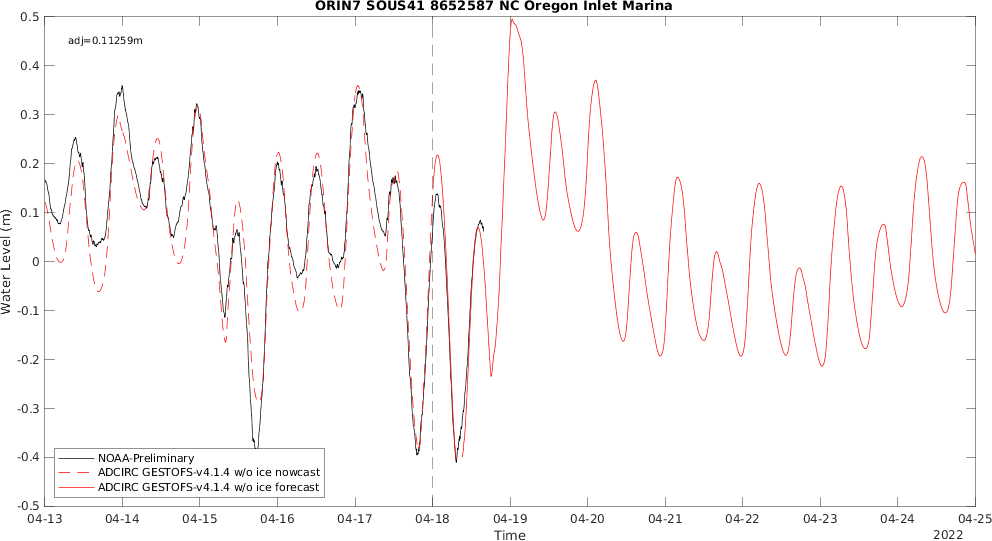 ORIN7 SOUS41 8652587 NC Oregon Inlet Marina
adj=0.11259m
0.5
0.4
0.3
0.2
0.1
0
-0.1
-0.2
-0.3
-0.4
-0.5
Water Level (m)
NOAA-Preliminary
ADCIRC GESTOFS-v4.1.4 w/o ice nowcast
ADCIRC GESTOFS-v4.1.4 w/o ice forecast
04-13 04-14 04-15 04-16 04-17 04-18 04-19 04-20 04-21 04-22 04-23 04-24 04-25
Time
2022